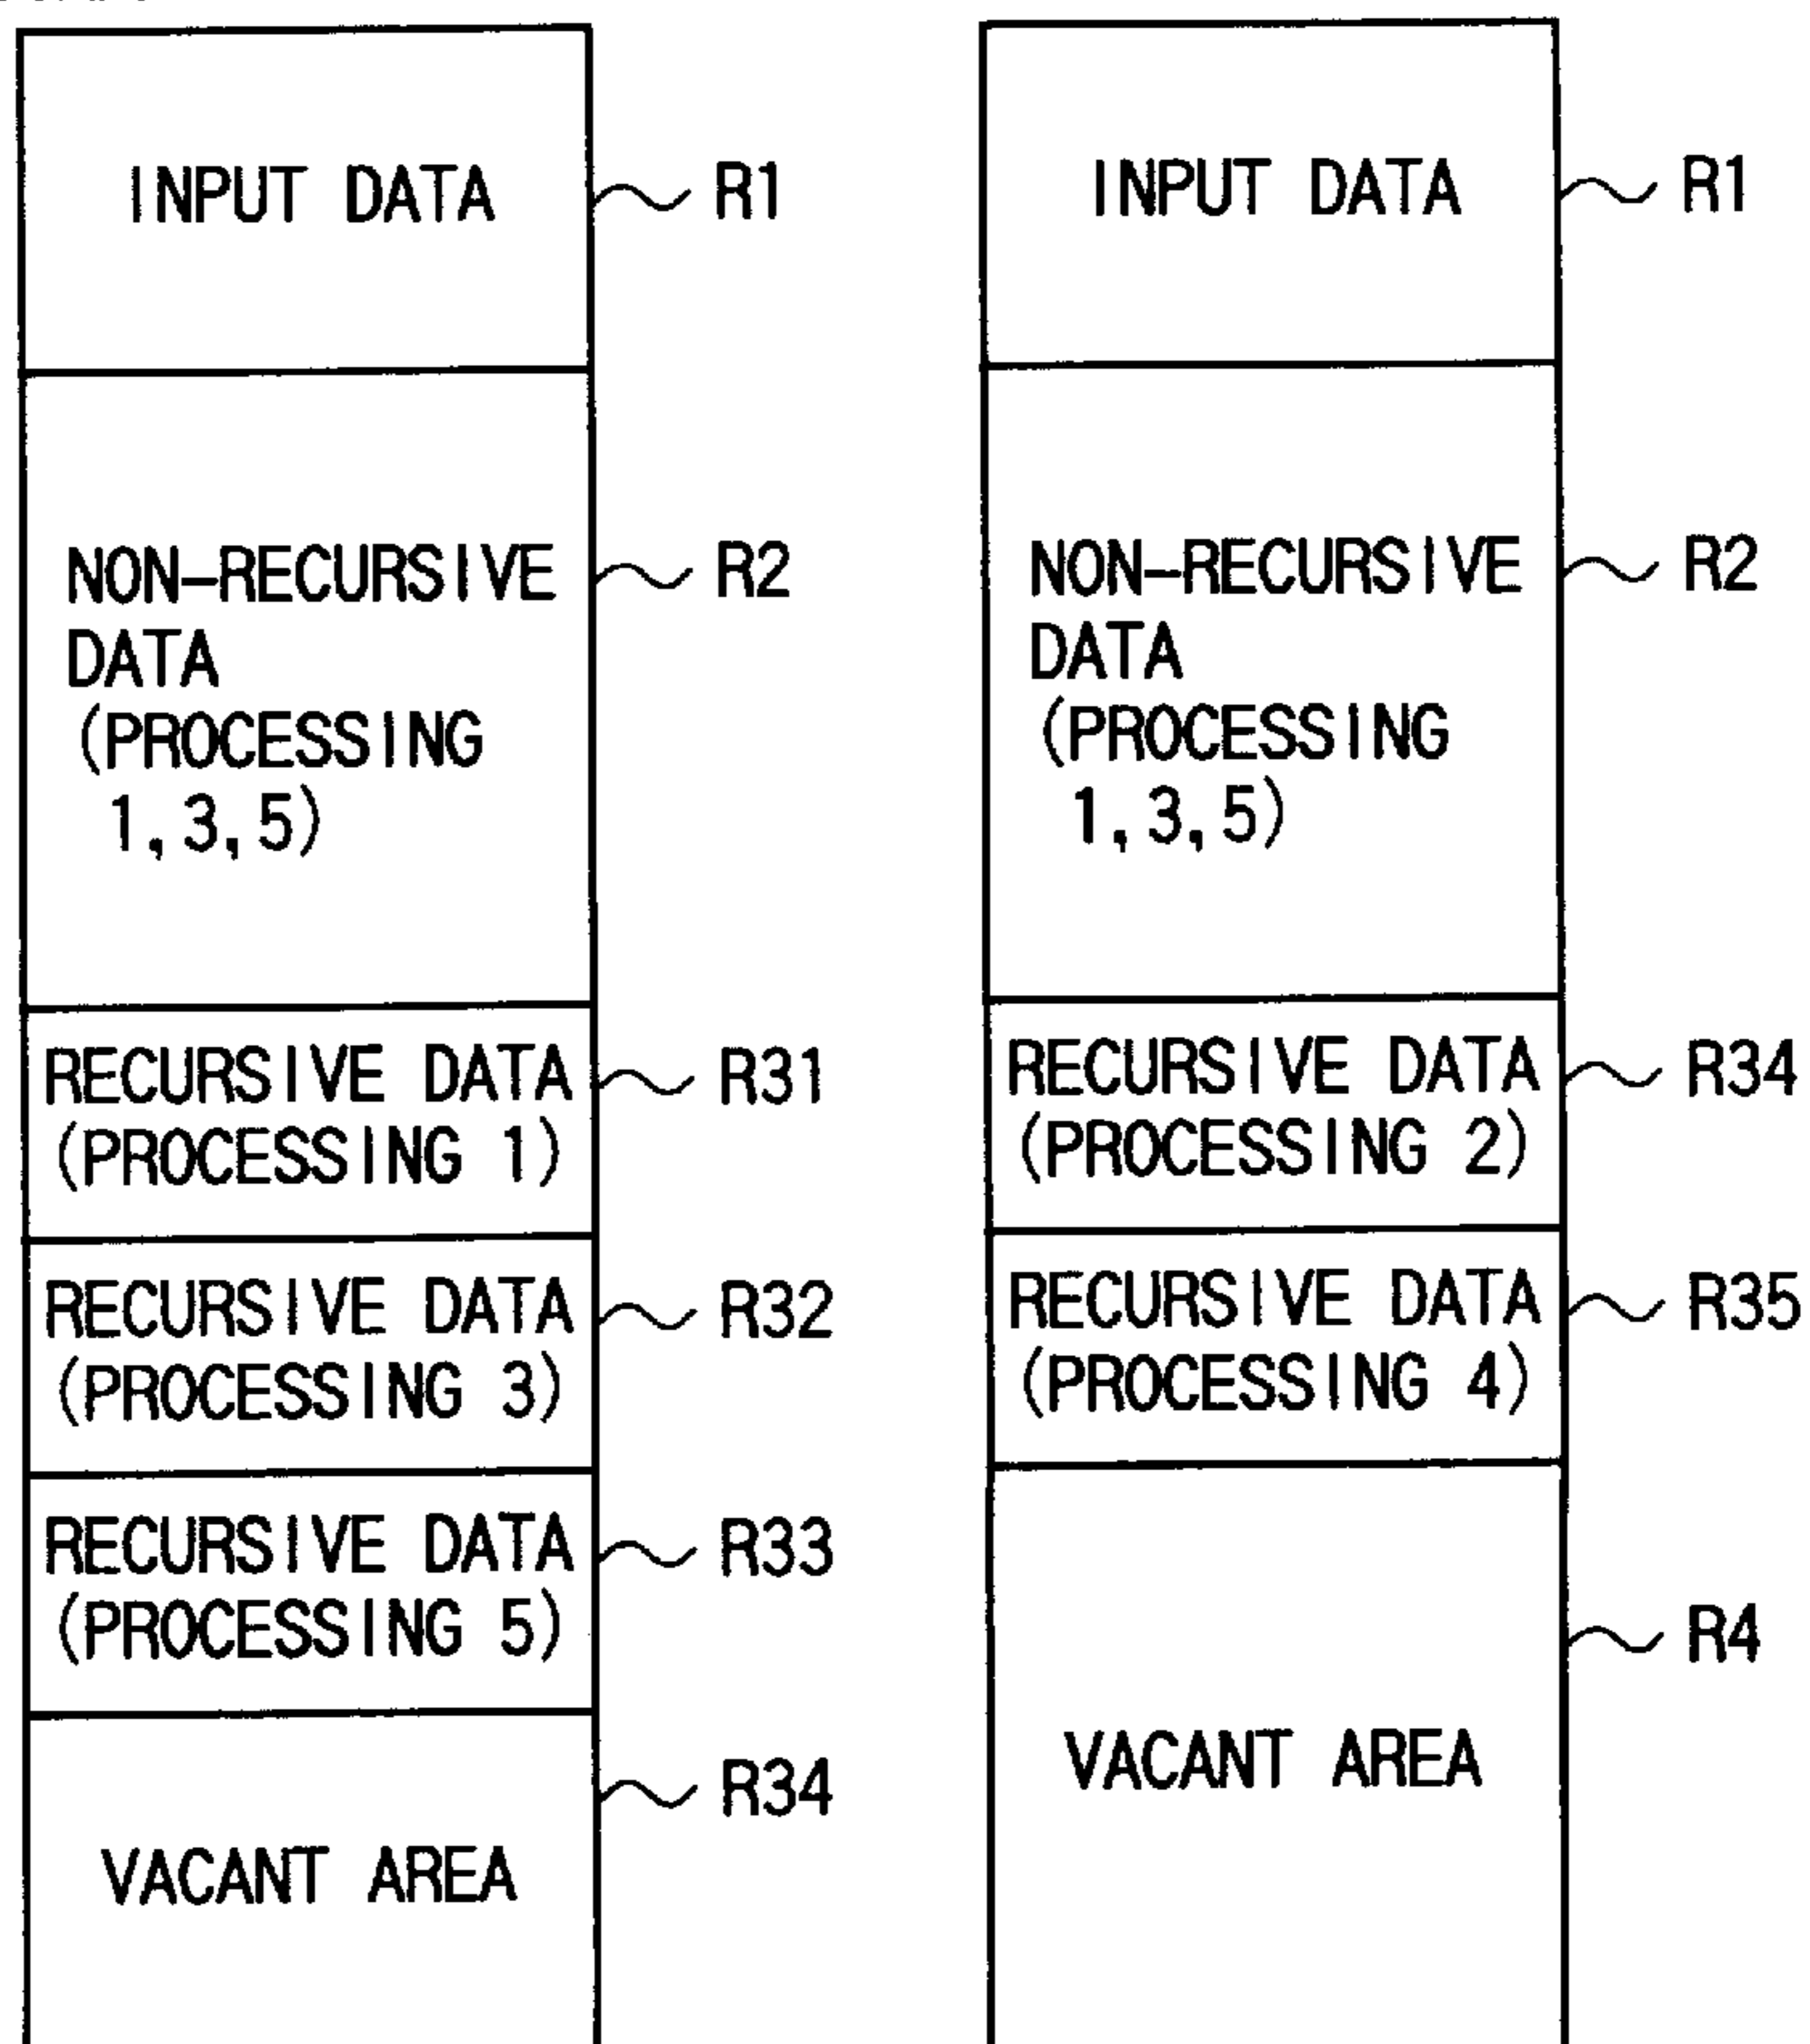 INPUT DATA
R1
NON-RECURSIVE
R2
DATA
(PROCESSING
1,3,5)
RECURSIVE DATA
R31
(PROCESSING 1)
RECURSIVE DATA
R32
(PROCESSING 3)
RECURSIVE DATA
R33
(PROCESSING 5)
R34
VACANT AREA
INPUT DATA
R1
NON-RECURSIVE
R2
DATA
(PROCESSING
1,3,5)
RECURSIVE DATA
R34
(PROCESSING 2)
RECURSIVE DATA
R35
(PROCESSING 4)
R4
VACANT AREA